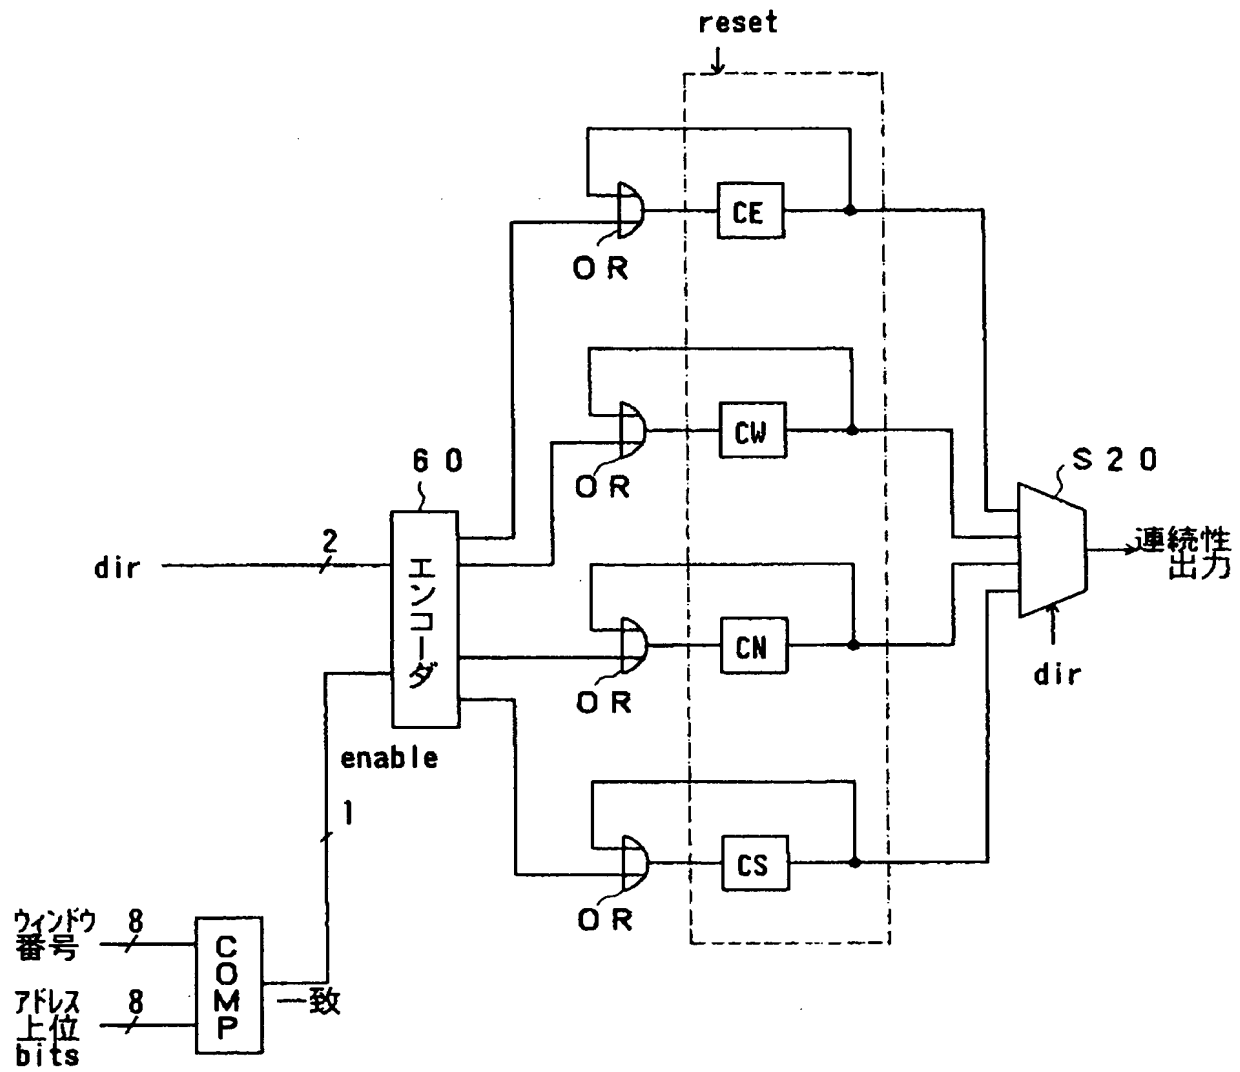 reset
CE
OR
CW
OR
60
S20
連続性
出力
dir
2
エンコーダ
CN
OR
dir
enable
1
CS
OR
ウィンドウ
番号
8
COMP
一致
アドレス
上位
bits
8